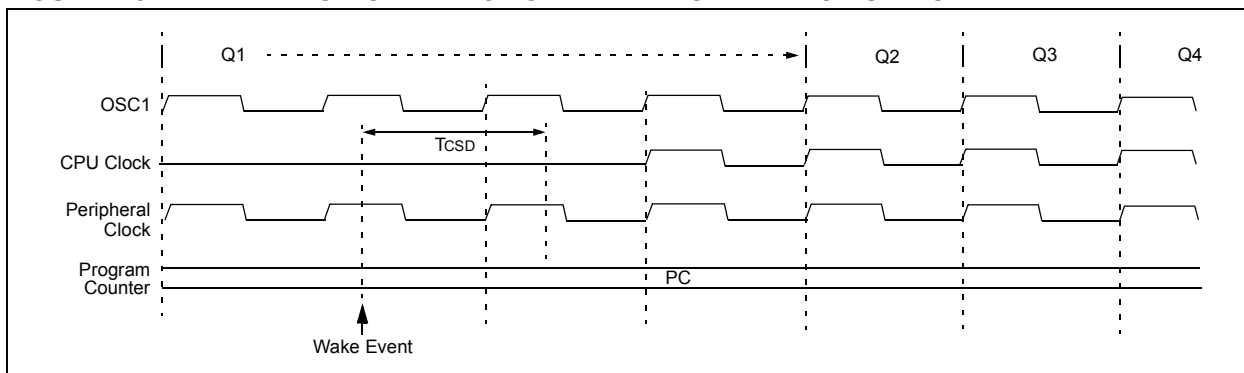 Q1
Q2
Q3
Q4
OSC1
TCSD
CPU Clock
Peripheral
Clock
Program
Counter
PC
Wake Event